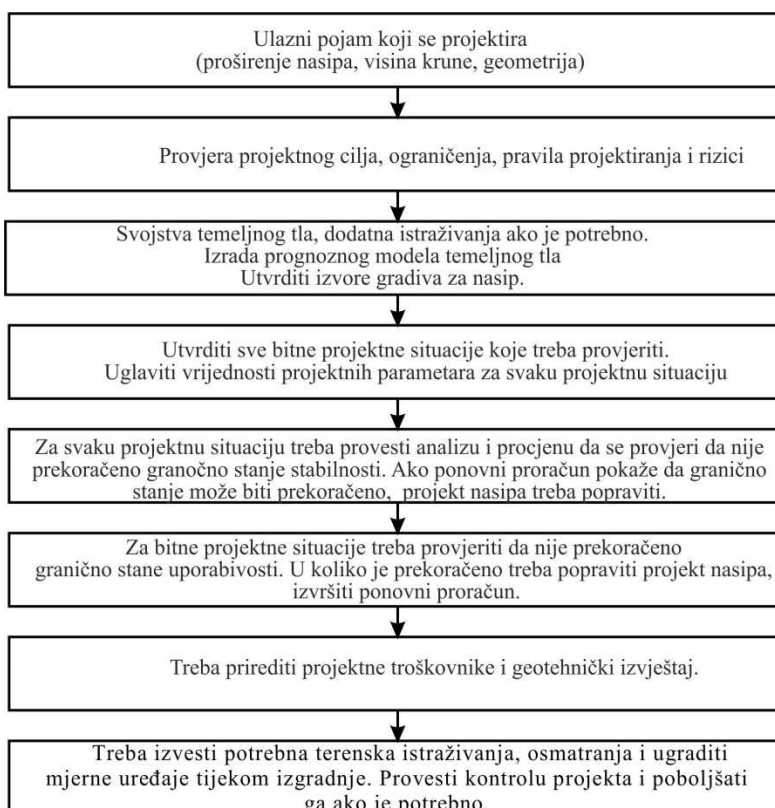 Ulazni pojam koji se projektira
(proširenje nasipa, visina krune, geometrija)
Provjera projektnog cilja, ograničenja, pravila projektiranja i rizici
Svojstva temeljnog tla, dodatna istraživanja ako je potrebno.
Izrada prognoznog modela temeljnog tla
Utvrditi izvore gradiva za nasip.
Utvrditi sve bitne projektne situacije koje treba provjeriti.
Uglaviti vrijednosti projektnih parametara za svaku projektnu situaciju
Za svaku projektnu situaciju treba provesti analizu i procjenu da se provjeri da nije
prekoračeno granočno stanje stabilnosti. Ako ponovni proračun pokaže da granično
stanje može biti prekoračeno, projekt nasipa treba popraviti.
Za bitne projektne situacije treba provjeriti da nije prekoračeno
granično stane uporabivosti. U koliko je prekoračeno treba popraviti projekt nasipa,
izvršiti ponovni proračun.
Treba prirediti projektne troškovnike i geotehnički izvještaj.
Treba izvesti potrebna terenska istraživanja, osmatranja i ugraditi
mjerne uređaje tijekom izgradnje. Provesti kontrolu projekta i poboljšati
ga ako je potrebno